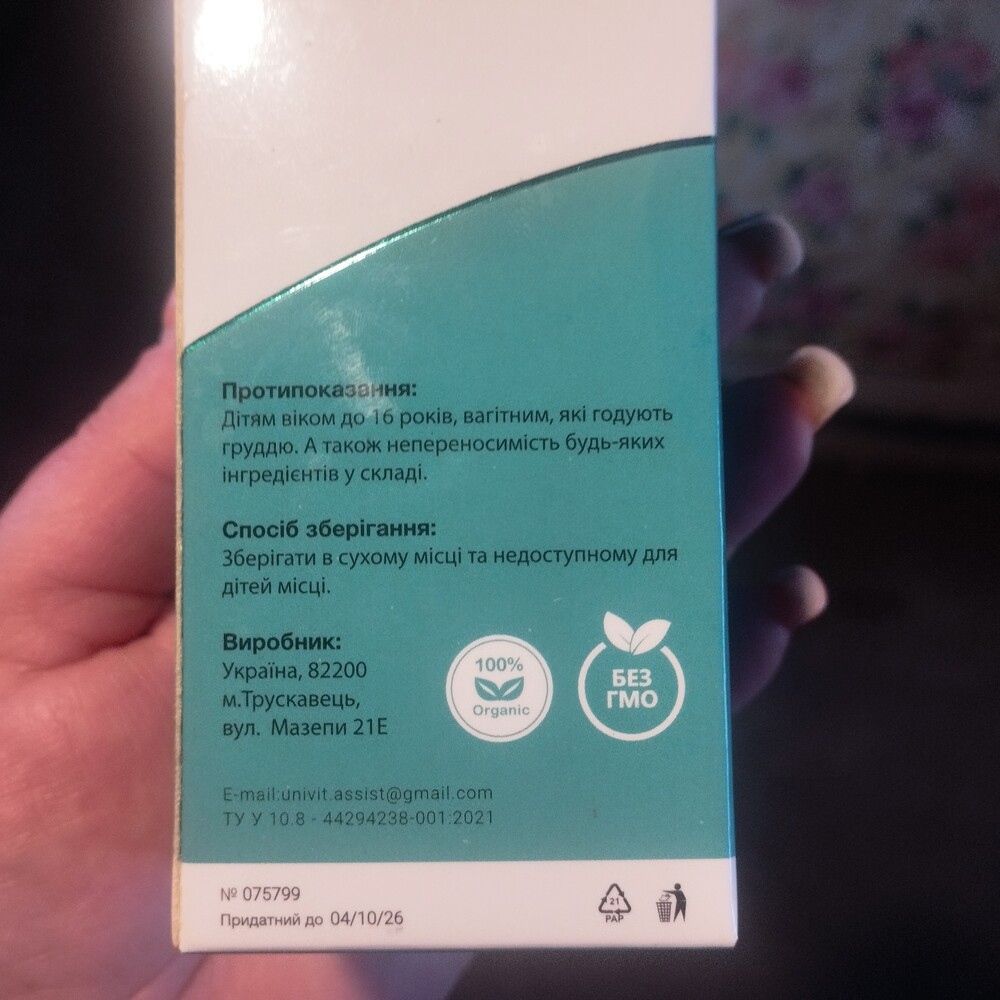 Протипоказання:
Дітям віком до 16 років, вагітним, які годують
груддю. А також непереносимість будь-яких
інгредієнтів у складі.
Спосіб зберігання:
Зберігати в сухому місці та недоступному для
дітей місці.
Виробник:
Україна, 82200
м.Трускавець,
вул. Мазепи 21Е
100%
Organic
БЕЗ
ГМО
E-mail:univit.assist@gmail.com
ТУ У 10.8 - 44294238-001:2021
№ 075799
Придатний до 04/10/26
21
PAP